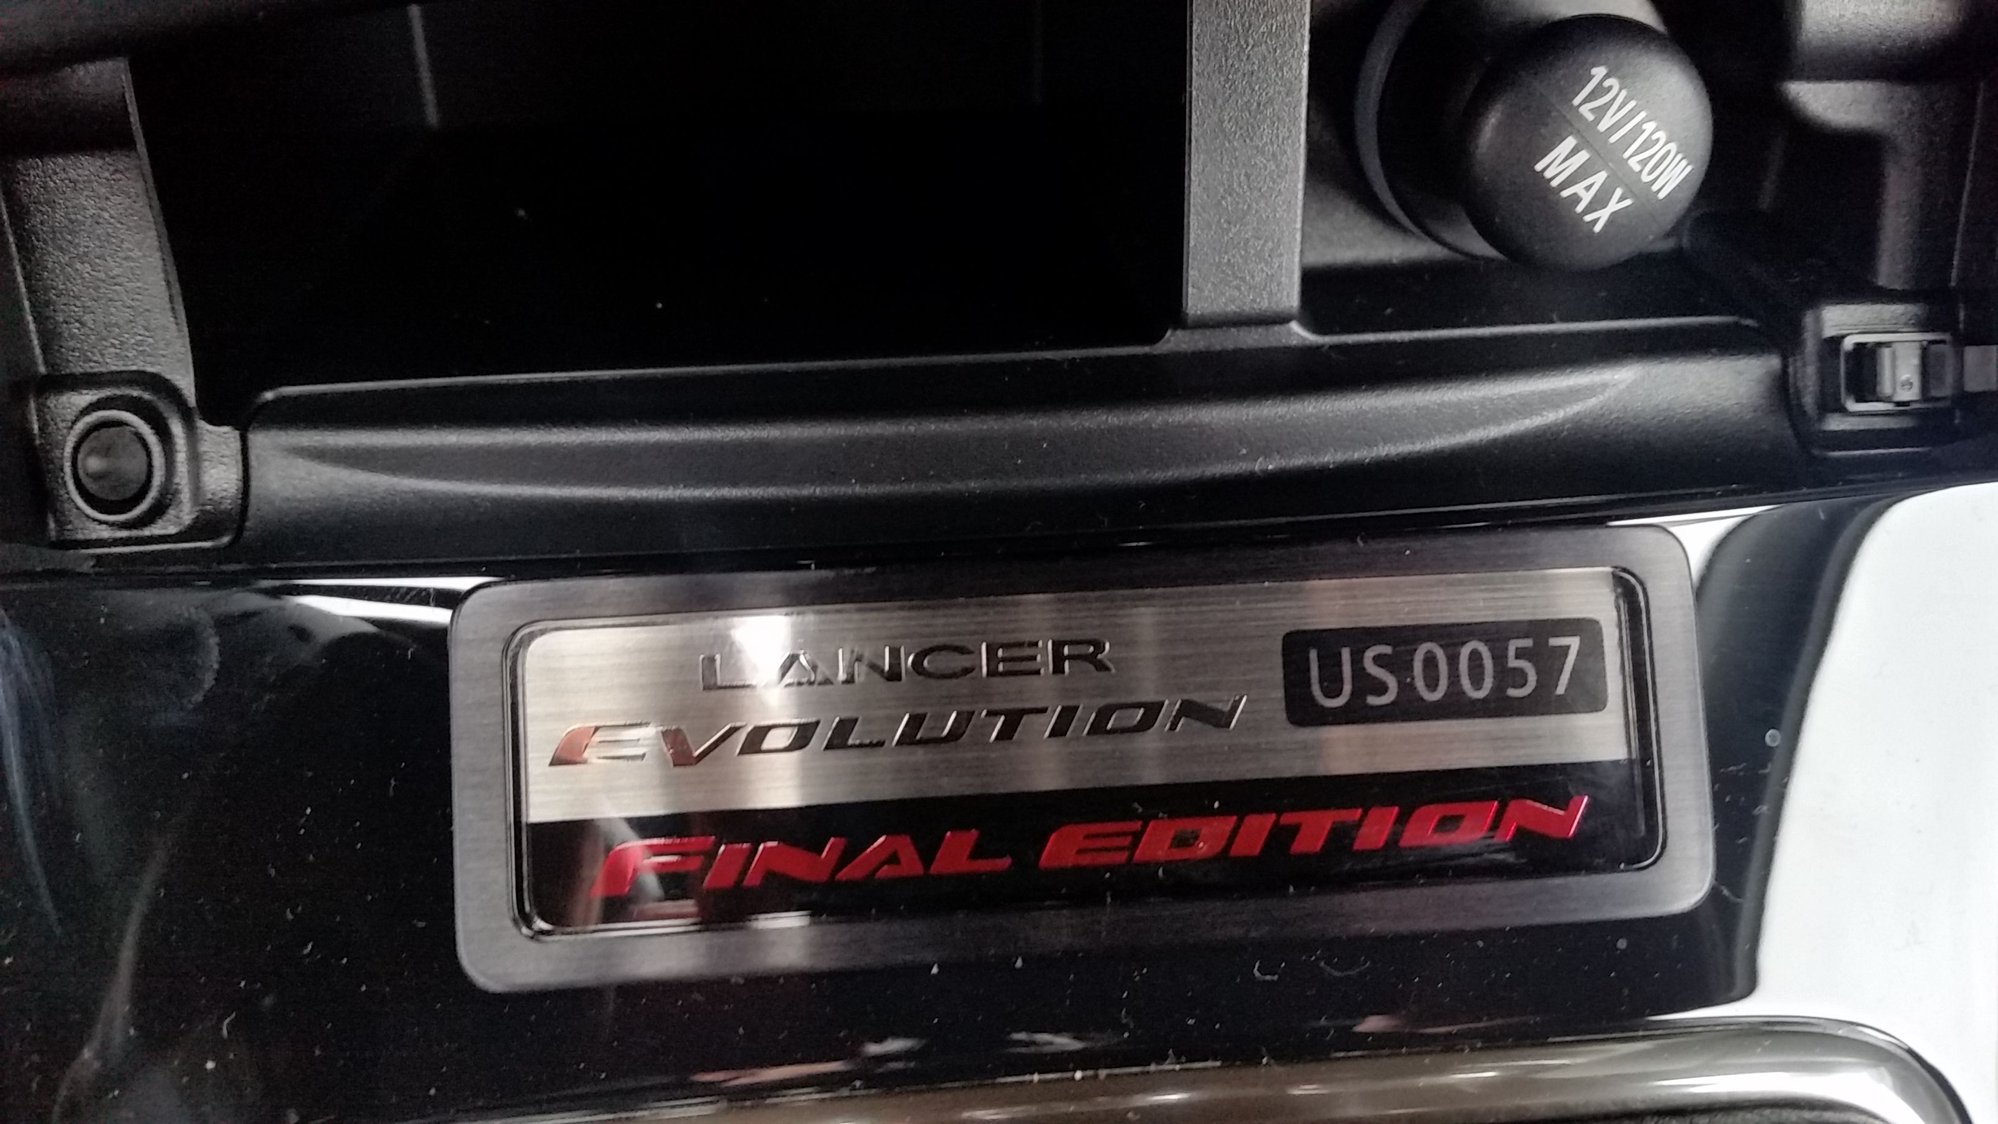 12V/120W
MAX
LANCER
EVOLUTION
US0057
FINAL EDITION